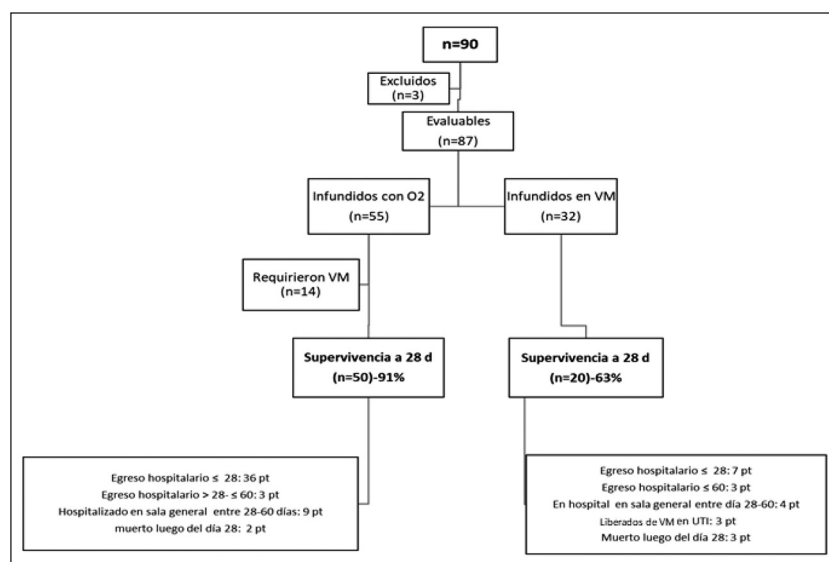 n=90
Excluidos
(n=3)
Evaluables
(n=87)
Infundidos con O2
(n=55)
Infundidos en VM
(n=32)
Requirieron VM
(n=14)
Supervivencia a 28 d
(n=50)-91%
Supervivencia a 28 d
(n=20)-63%
Egreso hospitalario ≤ 28: 36 pt
Egreso hospitalario > 28- ≤ 60: 3 pt
Hospitalizado en sala general entre 28-60 días: 9 pt
muerto luego del día 28: 2 pt
Egreso hospitalario ≤ 28: 7 pt
Egreso hospitalario ≤ 60: 3 pt
En hospital en sala general entre día 28-60: 4 pt
Liberados de VM en UTI: 3 pt
Muerto luego del día 28: 3 pt